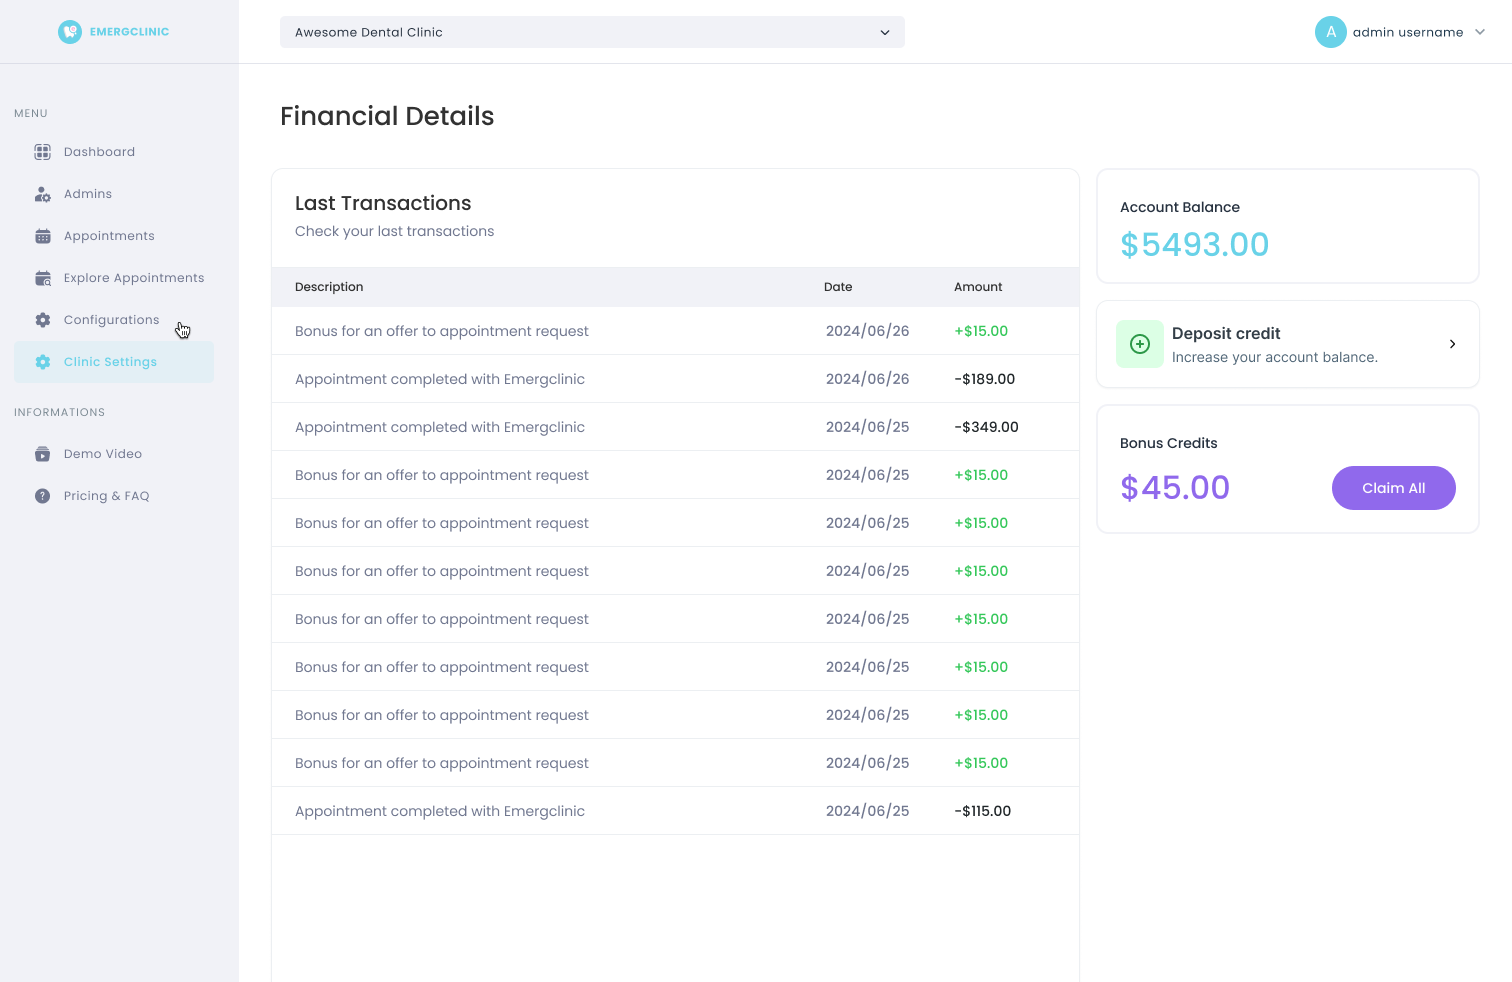 EMERGCLINIC
Awesome Dental Clinic
A
admin username
MENU
Dashboard
Admins
Appointments
Explore Appointments
Configurations
Clinic Settings
INFORMATIONS
Demo Video
Pricing & FAQ
Financial Details
Last Transactions
Check your last transactions
Description Date Amount
Bonus for an offer to appointment request 2024/06/26 +$15.00
Appointment completed with Emergclinic 2024/06/26 -$189.00
Appointment completed with Emergclinic 2024/06/25 -$349.00
Bonus for an offer to appointment request 2024/06/25 +$15.00
Bonus for an offer to appointment request 2024/06/25 +$15.00
Bonus for an offer to appointment request 2024/06/25 +$15.00
Bonus for an offer to appointment request 2024/06/25 +$15.00
Bonus for an offer to appointment request 2024/06/25 +$15.00
Bonus for an offer to appointment request 2024/06/25 +$15.00
Bonus for an offer to appointment request 2024/06/25 +$15.00
Appointment completed with Emergclinic 2024/06/25 -$115.00
Account Balance
$5493.00
Deposit credit
Increase your account balance.
Bonus Credits
$45.00
Claim All